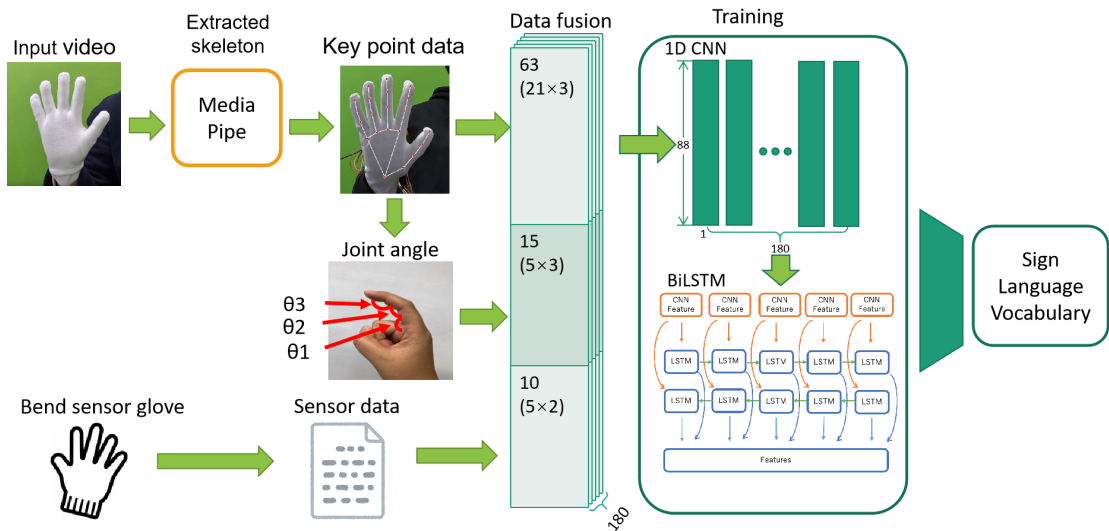 Input video
Extracted
skeleton
Media
Pipe
Key point data
Data fusion
63
(21×3)
Training
1D CNN
88
1
180
Joint angle
θ3
θ2
θ1
15
(5×3)
BiLSTM
CNN
Feature
CNN
Feature
CNN
Feature
CNN
Feature
CNN
Feature
LSTM
LSTM
LSTM
LSTM
LSTM
LSTM
LSTM
LSTM
LSTM
LSTM
Features
Sign
Language
Vocabulary
Bend sensor glove
Sensor data
10
(5×2)
180